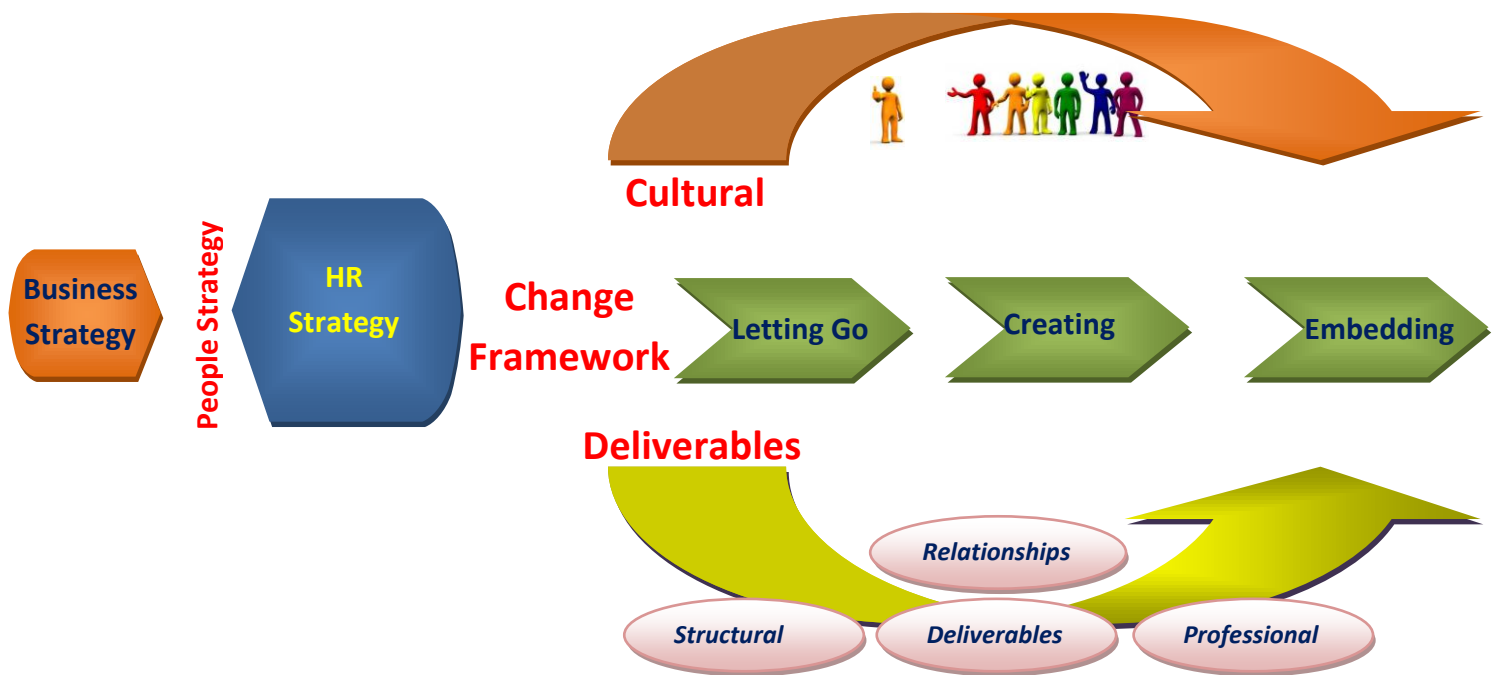 Cultural
Business
Strategy
People Strategy
HR
Strategy
Change
Framework
Letting Go
Creating
Embedding
Deliverables
Relationships
Structural
Deliverables
Professional